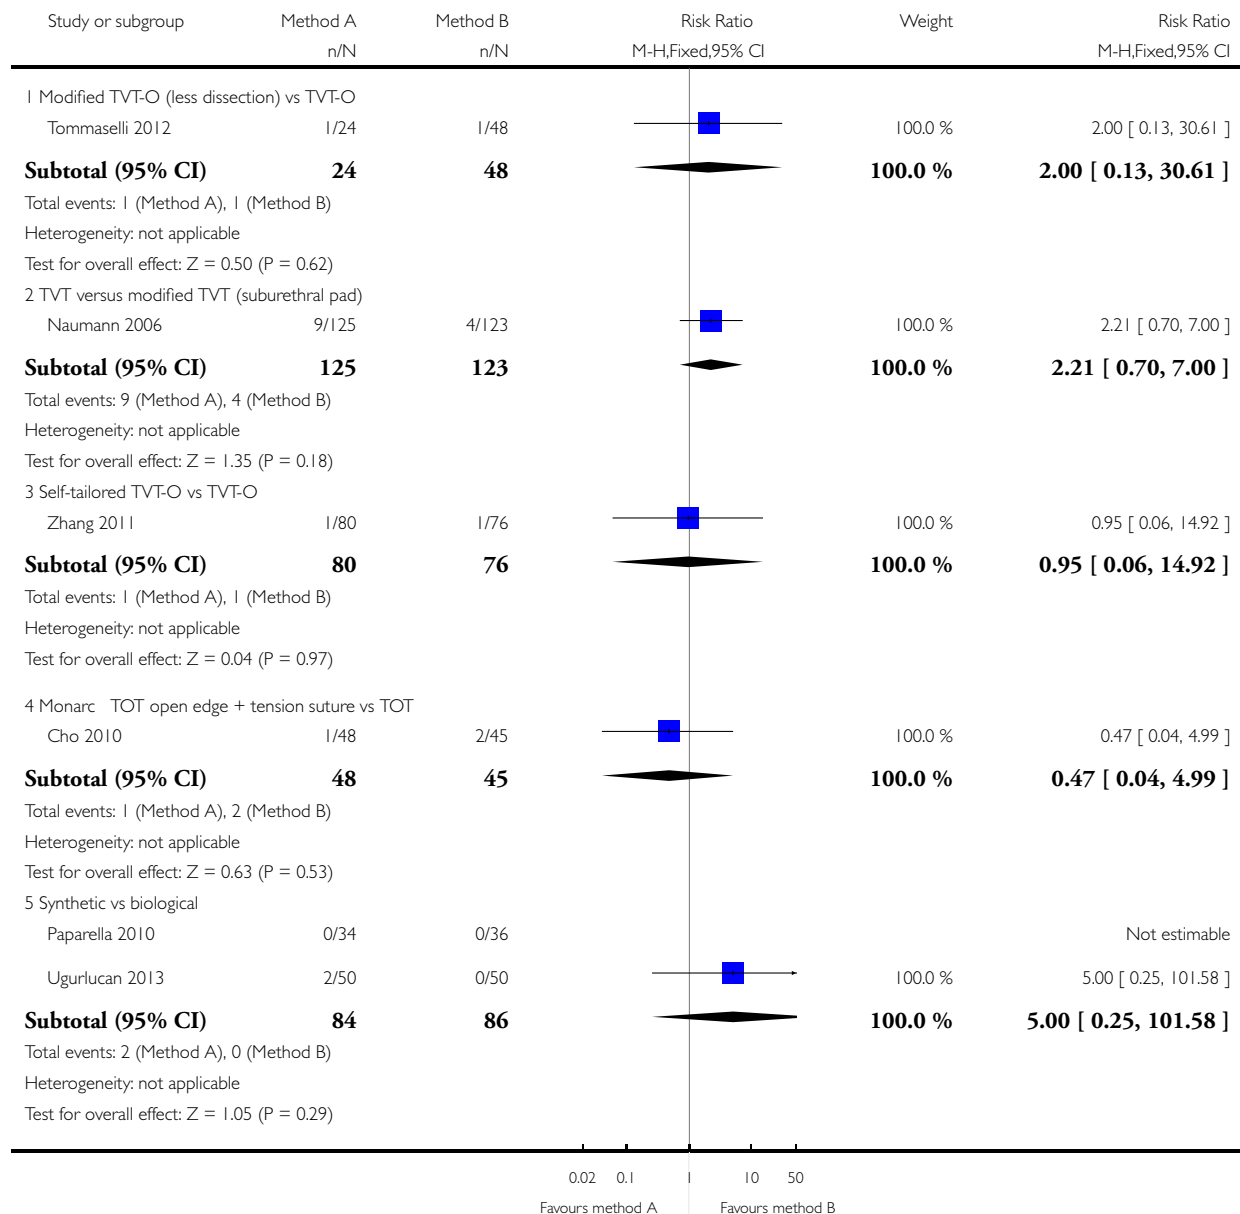 Study or subgroup Method A Method B Risk Ratio Weight Risk Ratio
n/N n/N M-H,Fixed,95% CI M-H,Fixed,95% CI
1 Modified TVT-O (less dissection) vs TVT-O
Tommaselli 2012 1/24 1/48 100.0 % 2.00 [ 0.13, 30.61 ]
Subtotal (95% CI) 24 48 100.0 % 2.00 [ 0.13, 30.61 ]
Total events: 1 (Method A), 1 (Method B)
Heterogeneity: not applicable
Test for overall effect: Z = 0.50 (P = 0.62)
2 TVT versus modified TVT (suburethral pad)
Naumann 2006 9/125 4/123 100.0 % 2.21 [ 0.70, 7.00 ]
Subtotal (95% CI) 125 123 100.0 % 2.21 [ 0.70, 7.00 ]
Total events: 9 (Method A), 4 (Method B)
Heterogeneity: not applicable
Test for overall effect: Z = 1.35 (P = 0.18)
3 Self-tailored TVT-O vs TVT-O
Zhang 2011 1/80 1/76 100.0 % 0.95 [ 0.06, 14.92 ]
Subtotal (95% CI) 80 76 100.0 % 0.95 [ 0.06, 14.92 ]
Total events: 1 (Method A), 1 (Method B)
Heterogeneity: not applicable
Test for overall effect: Z = 0.04 (P = 0.97)
4 Monarc TOT open edge + tension suture vs TOT
Cho 2010 1/48 2/45 100.0 % 0.47 [ 0.04, 4.99 ]
Subtotal (95% CI) 48 45 100.0 % 0.47 [ 0.04, 4.99 ]
Total events: 1 (Method A), 2 (Method B)
Heterogeneity: not applicable
Test for overall effect: Z = 0.63 (P = 0.53)
5 Synthetic vs biological
Paparella 2010 0/34 0/36 Not estimable
Ugurlucan 2013 2/50 0/50 100.0 % 5.00 [ 0.25, 101.58 ]
Subtotal (95% CI) 84 86 100.0 % 5.00 [ 0.25, 101.58 ]
Total events: 2 (Method A), 0 (Method B)
Heterogeneity: not applicable
Test for overall effect: Z = 1.05 (P = 0.29)
0.02 0.1 1 10 50
Favours method A Favours method B